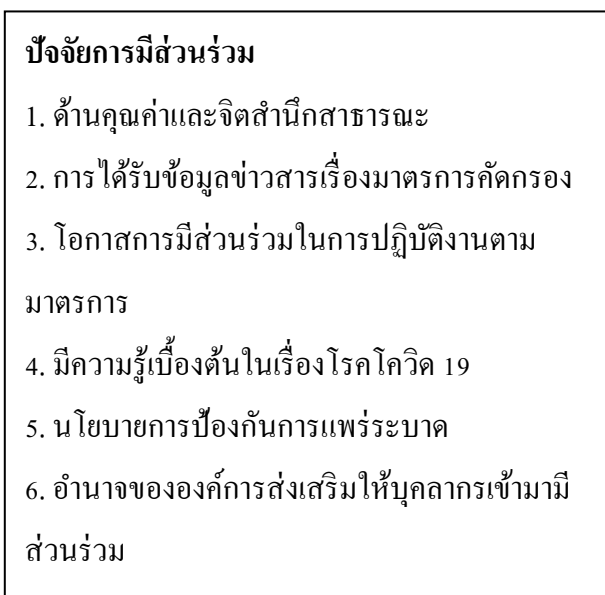 ปัจจัยการมีส่วนร่วม
1. ด้านคุณค่าและจิตสำนึกสาธารณะ
2. การได้รับข้อมูลข่าวสารเรื่องมาตรการคัดกรอง
3. โอกาสการมีส่วนร่วมในการปฏิบัติงานตาม
มาตรการ
4. มีความรู้เบื้องต้นในเรื่องโรคโควิด 19
5. นโยบายการป้องกันการแพร่ระบาด
6. อำนาจขององค์การส่งเสริมให้บุคลากรเข้ามามี
ส่วนร่วม